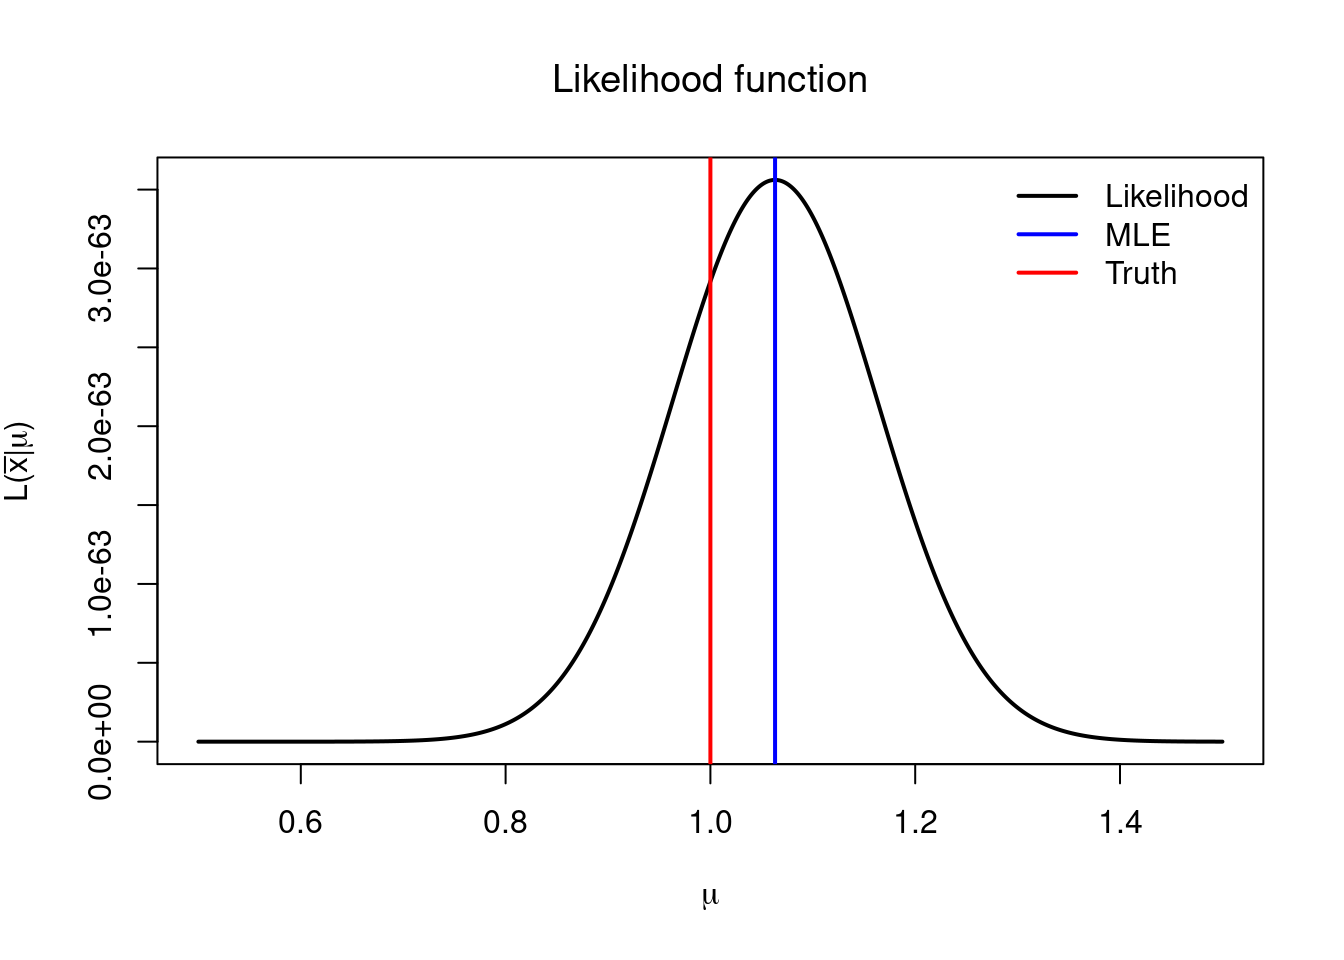 Likelihood function
L(x̅|μ)
3.0e-63
2.0e-63
1.0e-63
0.0e+00
Likelihood
MLE
Truth
0.6 0.8 1.0 1.2 1.4
μ